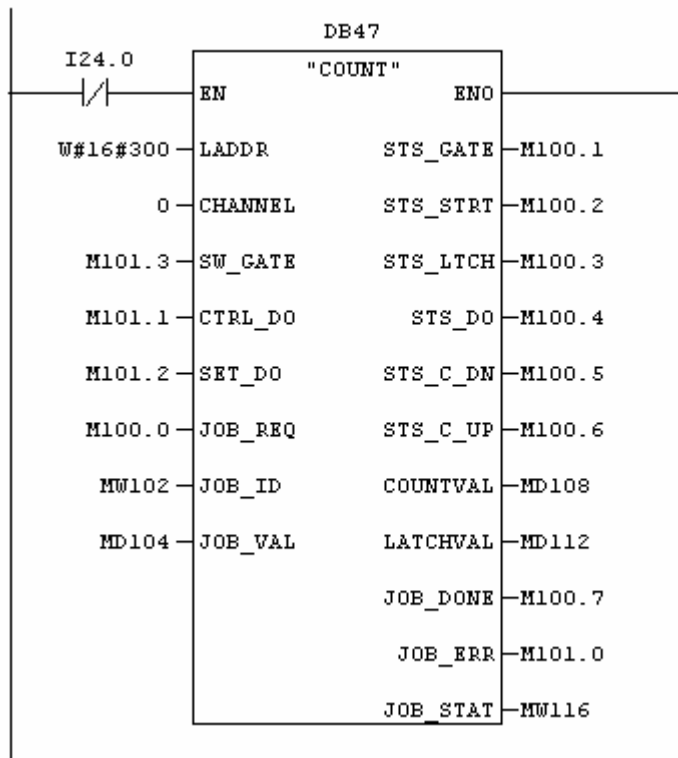 DB47
I24.0
"COUNT"
EN ENO
W#16#300 LADDR STS_GATE M100.1
0 CHANNEL STS_STRT M100.2
M101.3 SW_GATE STS_LTCH M100.3
M101.1 CTRL_DO STS_DO M100.4
M101.2 SET_DO STS_C_DN M100.5
M100.0 JOB_REQ STS_C_UP M100.6
MW102 JOB_ID COUNTVAL MD108
MD104 JOB_VAL LATCHVAL MD112
JOB_DONE M100.7
JOB_ERR M101.0
JOB_STAT MW116